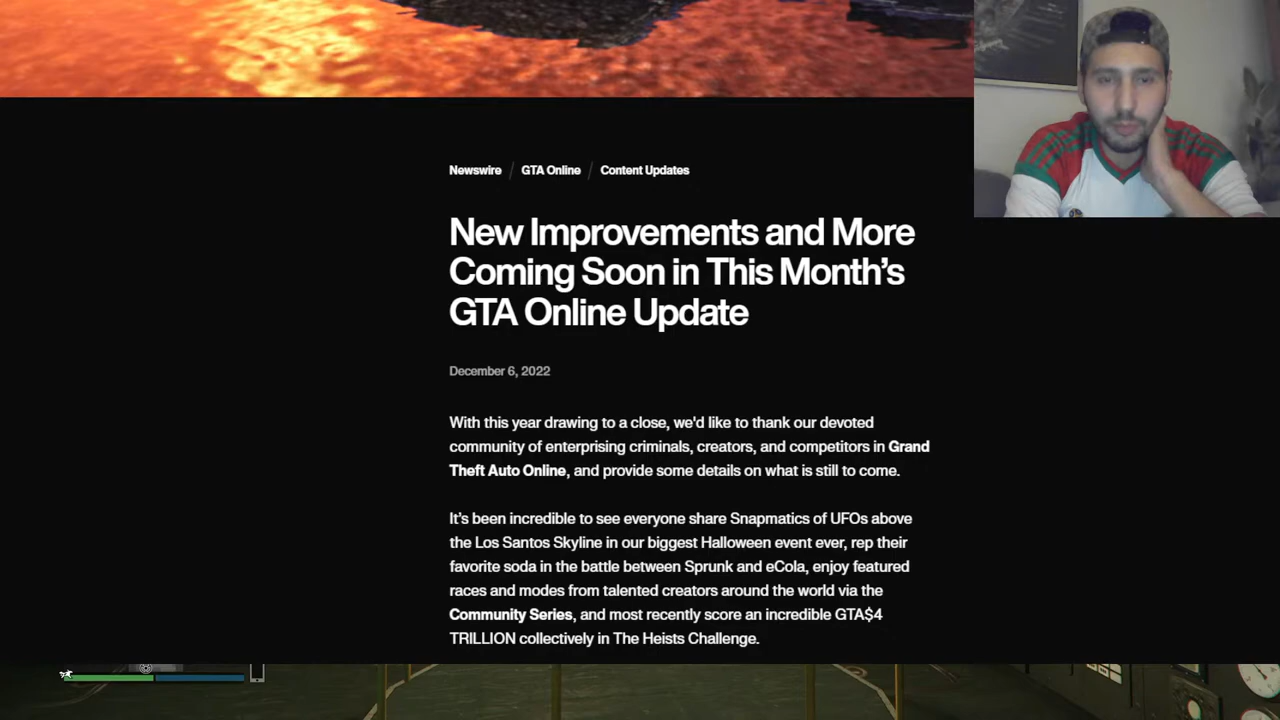 Newswire / GTA Online / Content Updates
New Improvements and More
Coming Soon in This Month’s
GTA Online Update
December 6, 2022
With this year drawing to a close, we'd like to thank our devoted
community of enterprising criminals, creators, and competitors in Grand
Theft Auto Online, and provide some details on what is still to come.
It’s been incredible to see everyone share Snapmatics of UFOs above
the Los Santos Skyline in our biggest Halloween event ever, rep their
favorite soda in the battle between Sprunk and eCola, enjoy featured
races and modes from talented creators around the world via the
Community Series, and most recently score an incredible GTA$4
TRILLION collectively in The Heists Challenge.